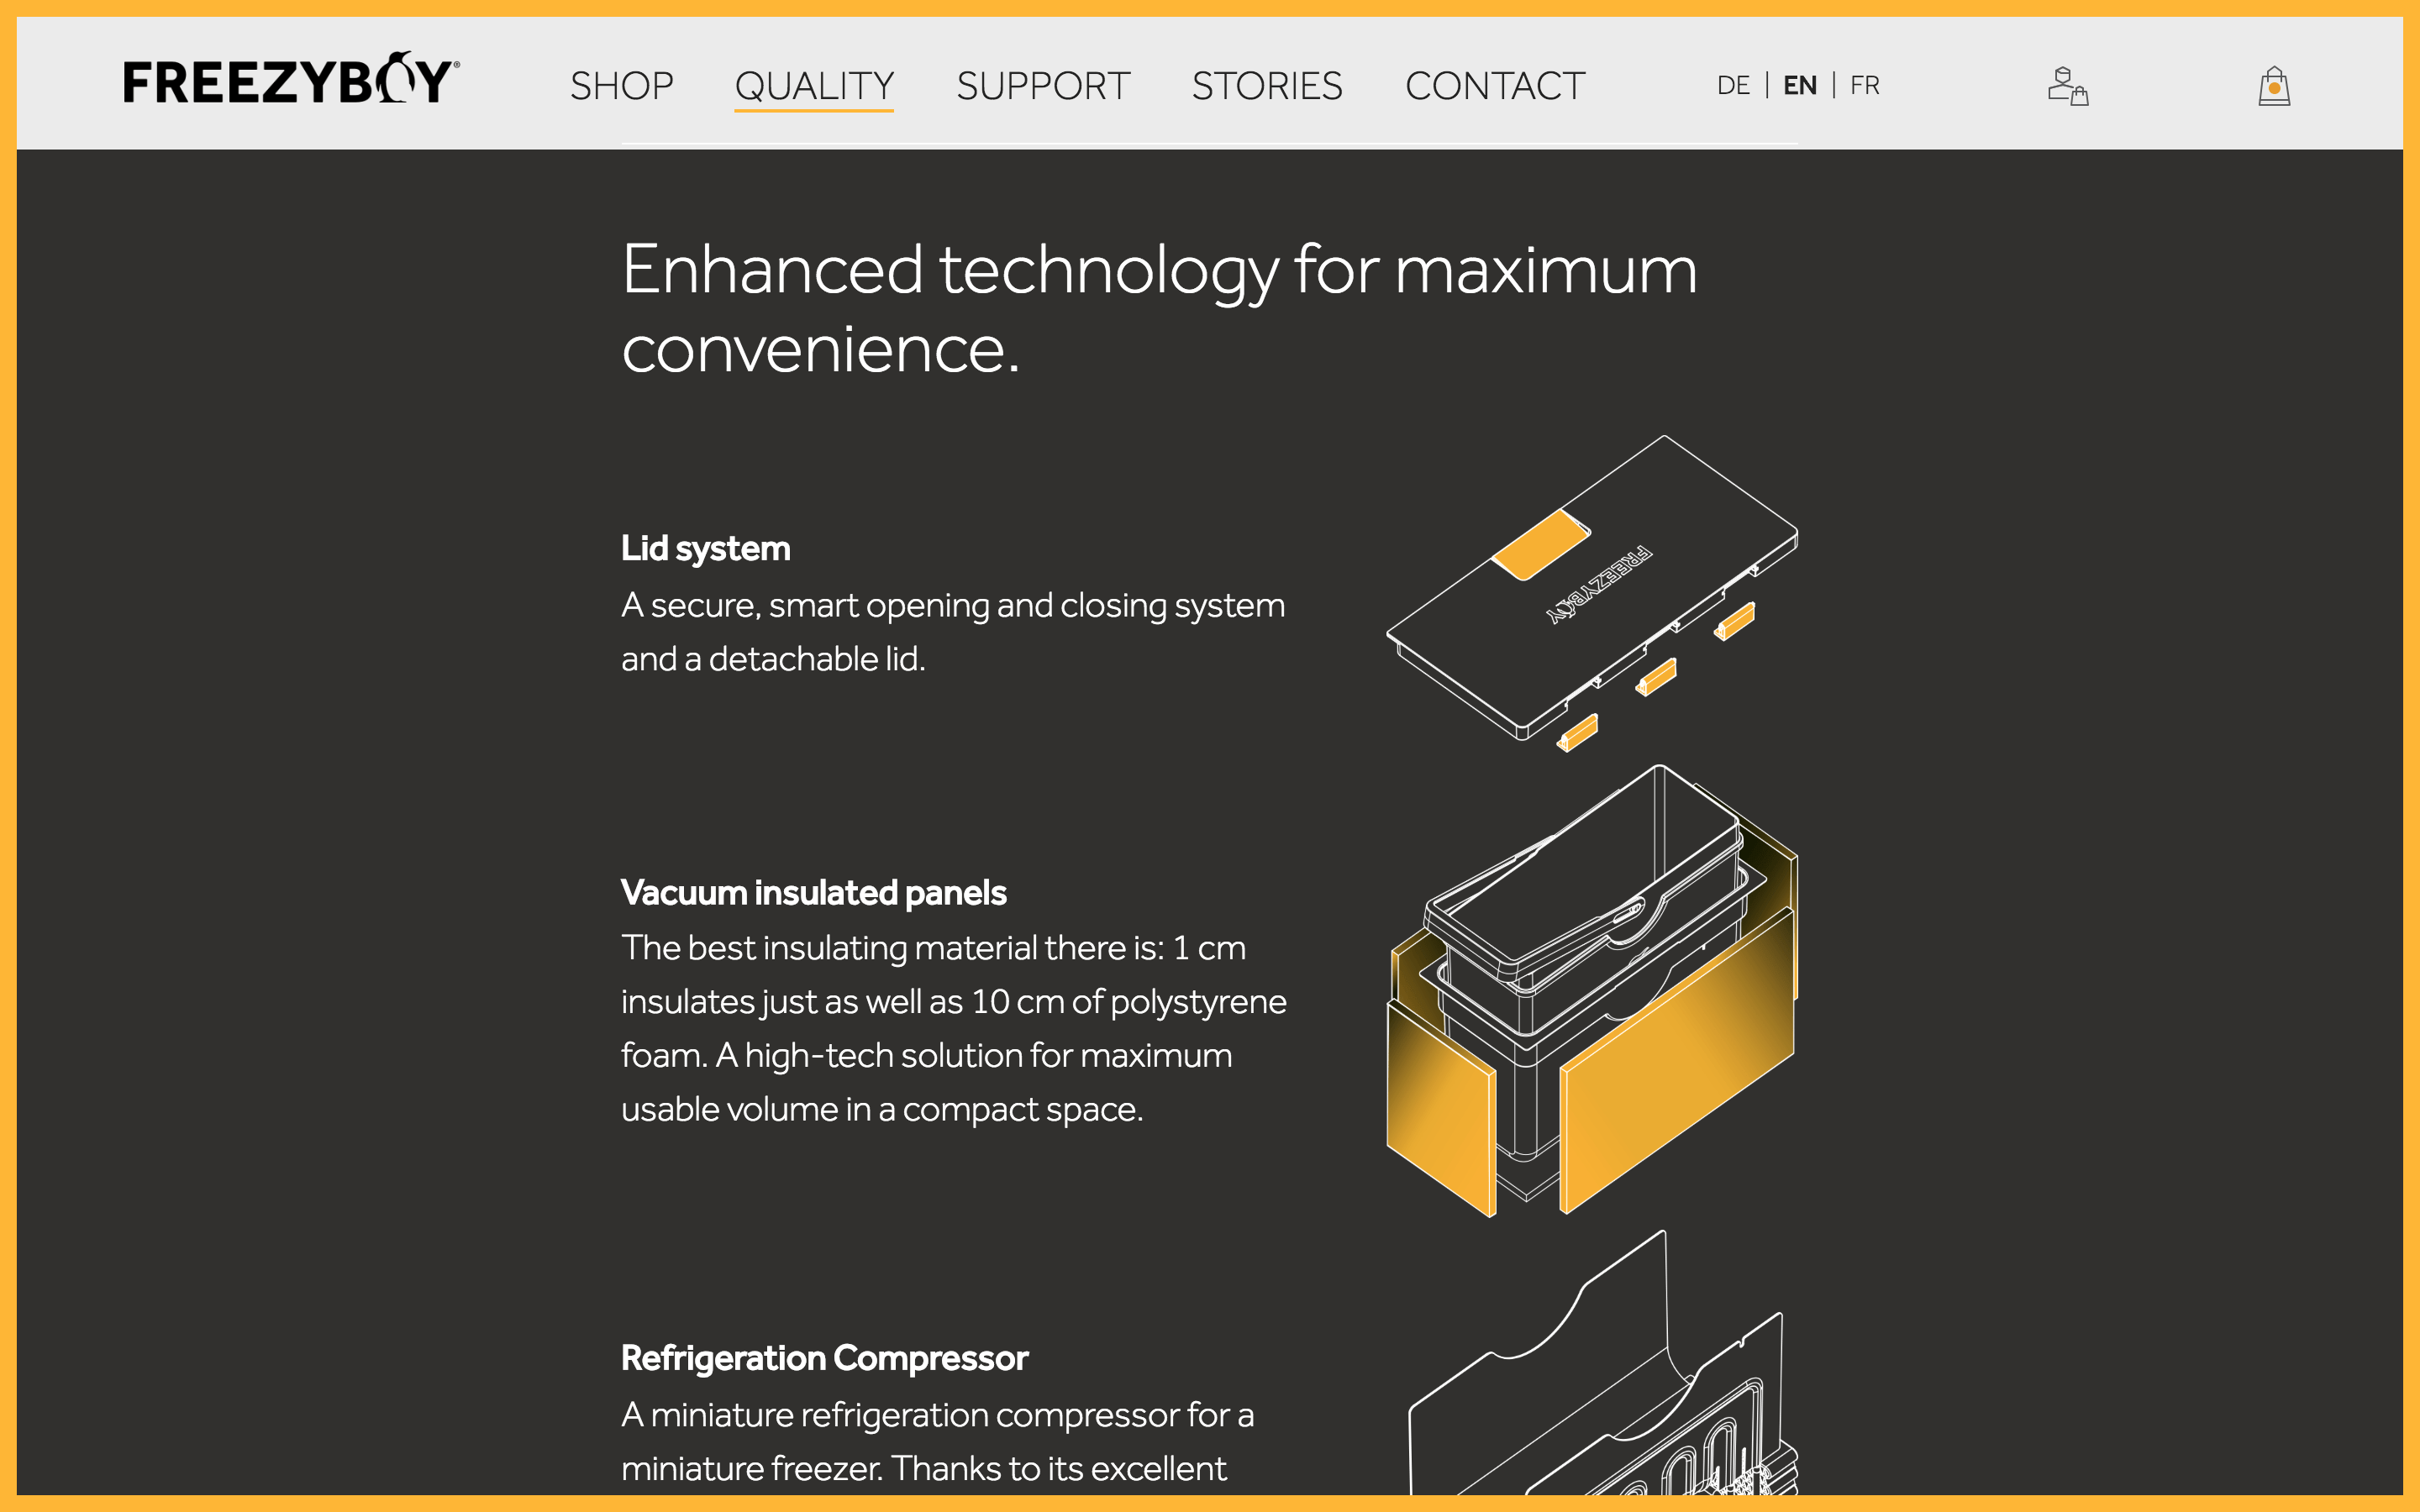 FREEZYBOY®
SHOP QUALITY SUPPORT STORIES CONTACT DE | EN | FR
Enhanced technology for maximum
convenience.
Lid system
A secure, smart opening and closing system
and a detachable lid.
FREEZYBOY
Vacuum insulated panels
The best insulating material there is: 1 cm
insulates just as well as 10 cm of polystyrene
foam. A high-tech solution for maximum
usable volume in a compact space.
Refrigeration Compressor
A miniature refrigeration compressor for a
miniature freezer. Thanks to its excellent